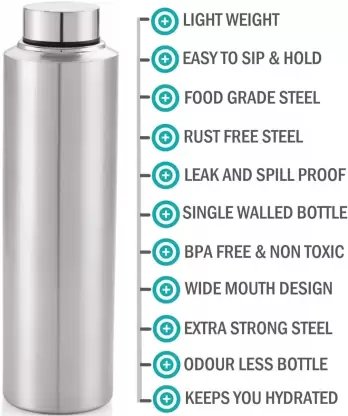 LIGHT WEIGHT
EASY TO SIP & HOLD
FOOD GRADE STEEL
RUST FREE STEEL
LEAK AND SPILL PROOF
SINGLE WALLED BOTTLE
BPA FREE & NON TOXIC
WIDE MOUTH DESIGN
EXTRA STRONG STEEL
ODOUR LESS BOTTLE
KEEPS YOU HYDRATED